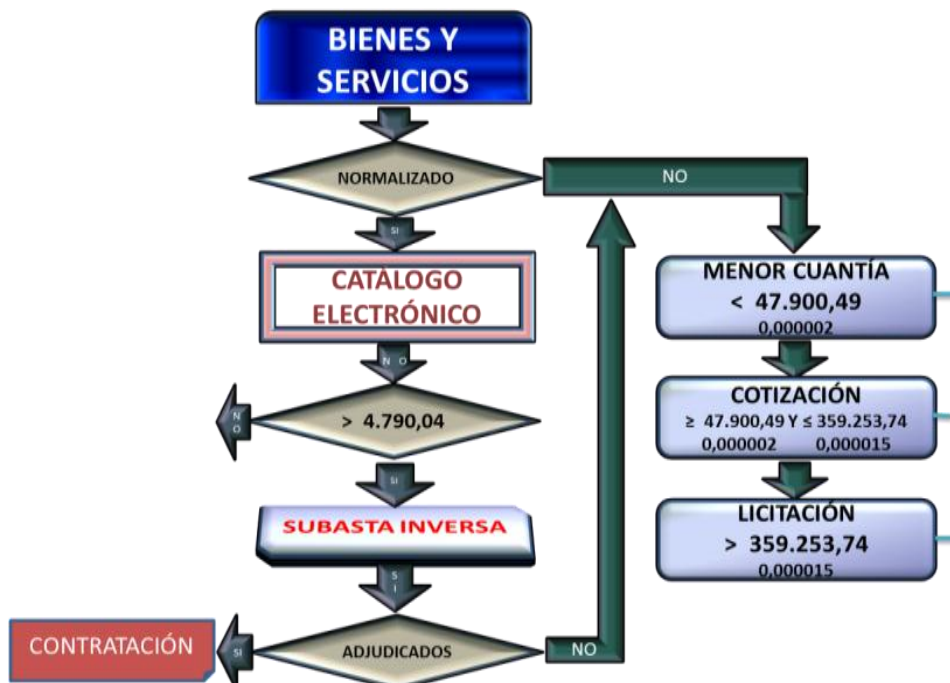 BIENES Y
SERVICIOS
NORMALIZADO
NO
SI
CATÁLOGO
ELECTRÓNICO
MENOR CUANTÍA
< 47.900,49
0,000002
N O
> 4.790,04
N
O
COTIZACIÓN
≥ 47.900,49 Y ≤ 359.253,74
0,000002 0,000015
SI
SUBASTA INVERSA
LICITACIÓN
> 359.253,74
0,000015
S
I
CONTRATACIÓN
SI
ADJUDICADOS
NO